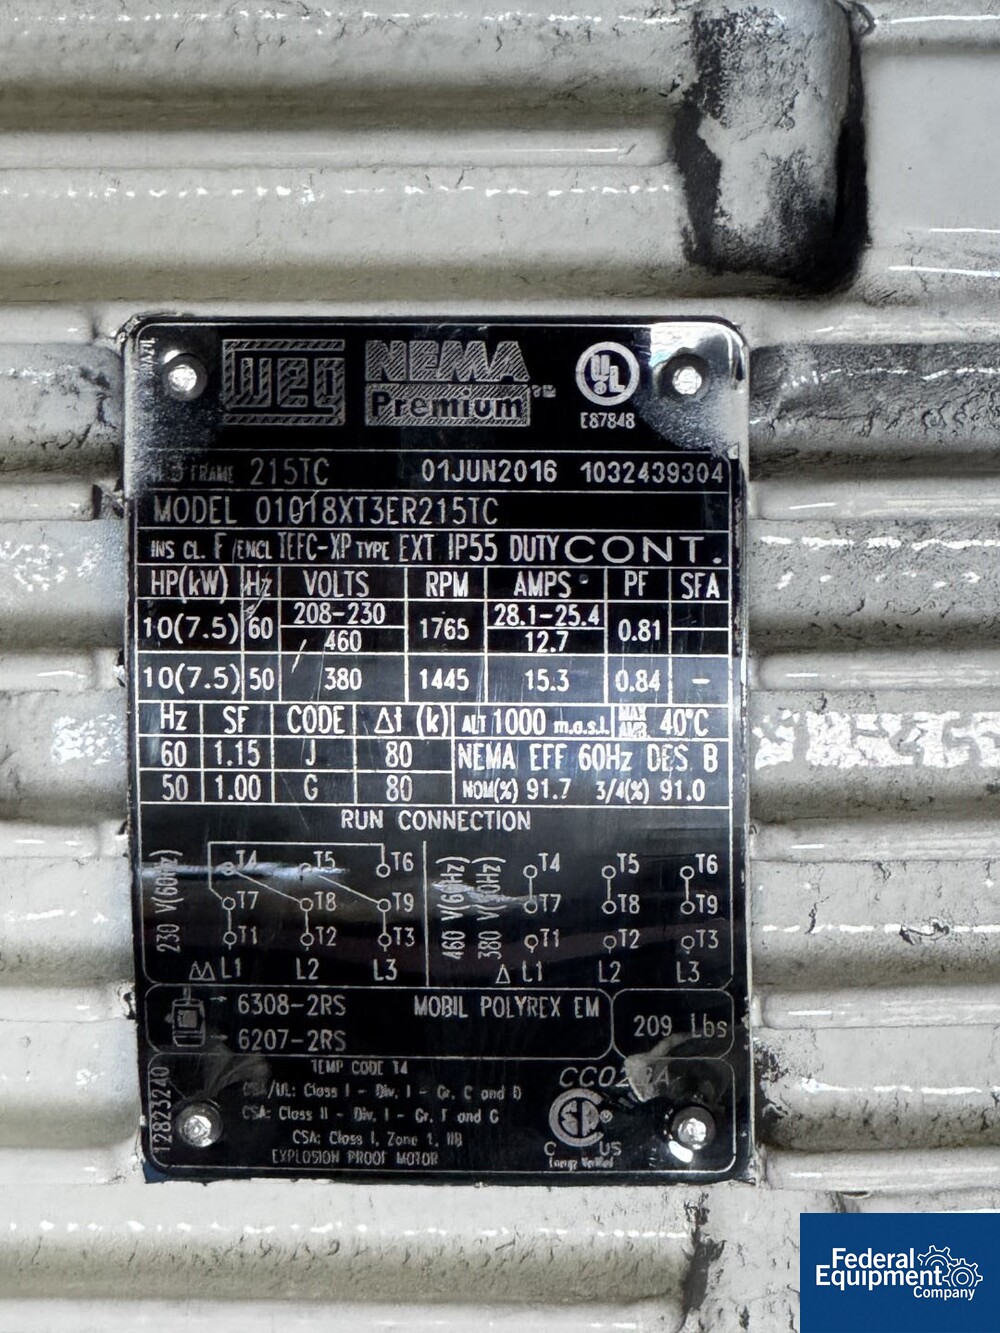 WEG NEMA Premium™ UL
E87848
FRAME 215TC 01JUN2016 1032439304
MODEL 01018XT3ER215TC
INS CL. F ENCL TEFC-XP TYPE EXT IP55 DUTY CONT.
HP(kW) Hz VOLTS RPM AMPS PF SFA
10(7.5) 60 208-230 1765 28.1-25.4 0.81
460 12.7
10(7.5) 50 380 1445 15.3 0.84 -
Hz SF CODE Δt (k) ALT 1000 m.a.s.l. MAX AMB. 40°C
60 1.15 J 80 NEMA EFF 60Hz DES B
50 1.00 G 80 NOM(%) 91.7 3/4(%) 91.0
RUN CONNECTION
230 V(60Hz) 460 V(60Hz) 380 V(50Hz)
T4 T5 T6 T4 T5 T6
T7 T8 T9 T7 T8 T9
T1 T2 T3 T1 T2 T3
L1 L2 L3 Δ L1 L2 L3
6308-2RS MOBIL POLYREX EM
6207-2RS
209 Lbs
12823240
TEMP CODE T4
CSA/UL: Class I - Div. I - Gr. C and D
CSA: Class II - Div. I - Gr. F and G
CSA: Class I, Zone 1, IIB
EXPLOSION PROOF MOTOR
C US
Federal
Equipment
Company